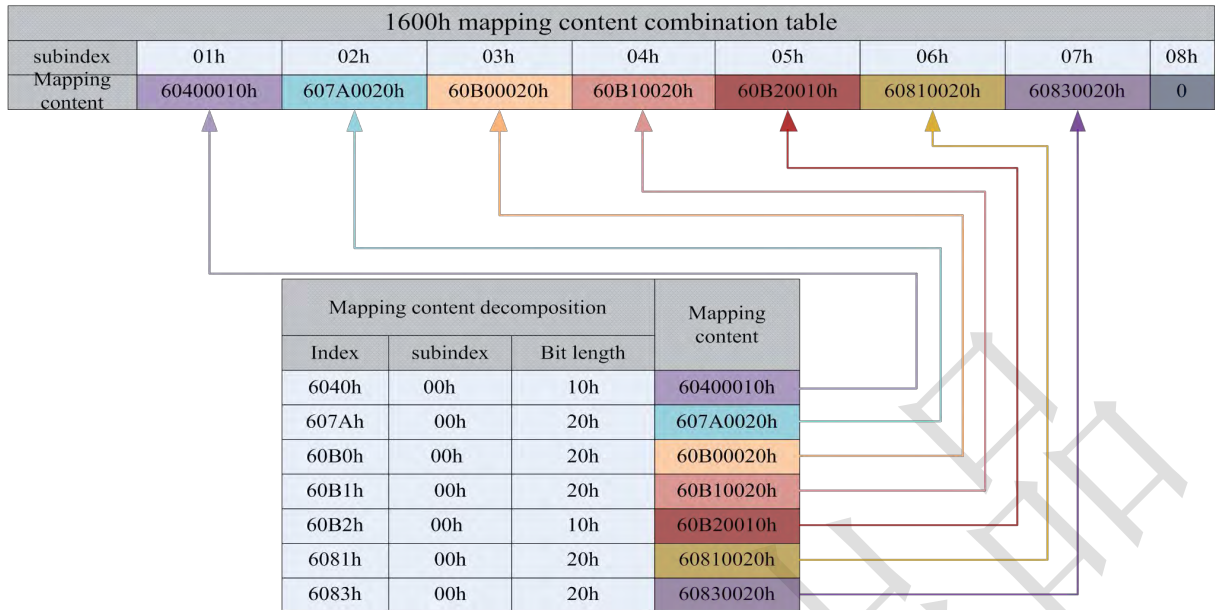 1600h mapping content combination table
subindex 01h 02h 03h 04h 05h 06h 07h 08h
Mapping content 60400010h 607A0020h 60B00020h 60B10020h 60B20010h 60810020h 60830020h 0
Mapping content decomposition Mapping content
Index subindex Bit length
6040h 00h 10h 60400010h
607Ah 00h 20h 607A0020h
60B0h 00h 20h 60B00020h
60B1h 00h 20h 60B10020h
60B2h 00h 10h 60B20010h
6081h 00h 20h 60810020h
6083h 00h 20h 60830020h